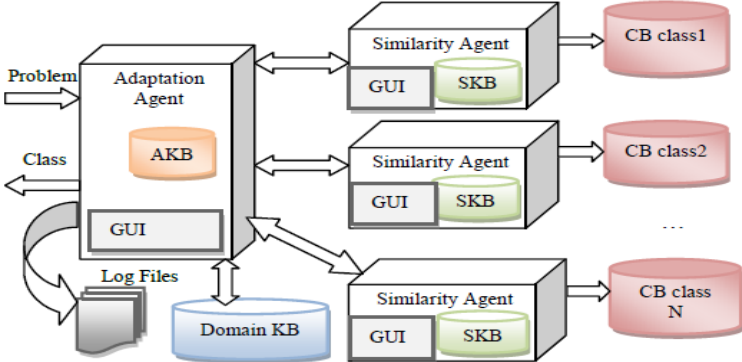 Problem
Class
Adaptation
Agent
AKB
GUI
Log Files
Domain KB
Similarity Agent
GUI
SKB
CB class1
Similarity Agent
GUI
SKB
CB class2
...
Similarity Agent
GUI
SKB
CB class
N